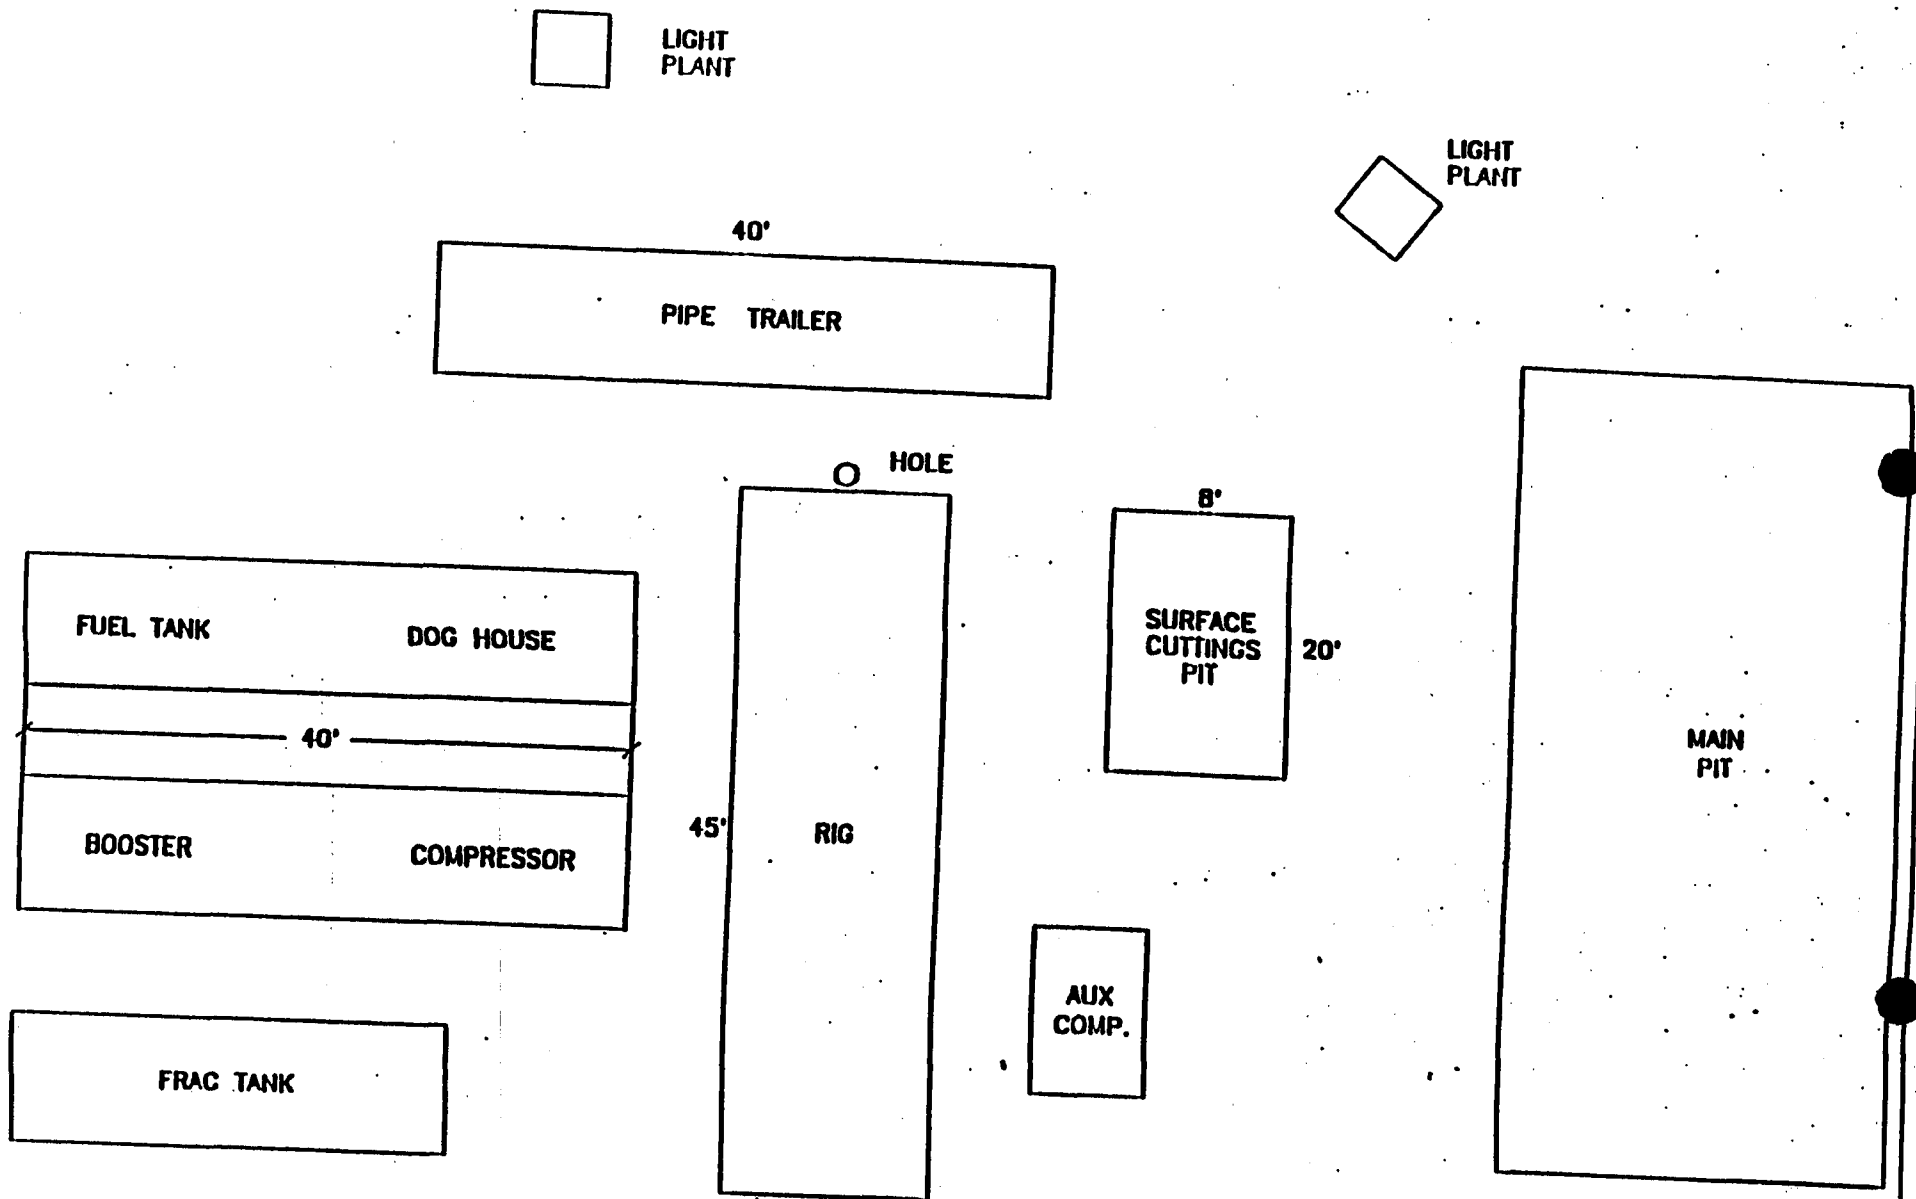 LIGHT
PLANT
LIGHT
PLANT
40'
PIPE TRAILER
HOLE
8'
SURFACE
CUTTINGS
PIT
20'
FUEL TANK
DOG HOUSE
40'
BOOSTER
COMPRESSOR
45'
RIG
MAIN
PIT
AUX
COMP.
FRAC TANK